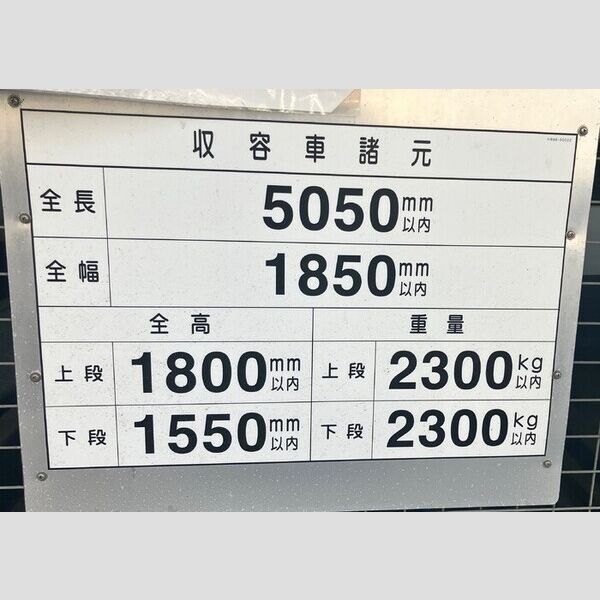 収容車諸元
全長 5050mm以内
全幅 1850mm以内
全高 重量
上段 1800mm以内 上段 2300kg以内
下段 1550mm以内 下段 2300kg以内